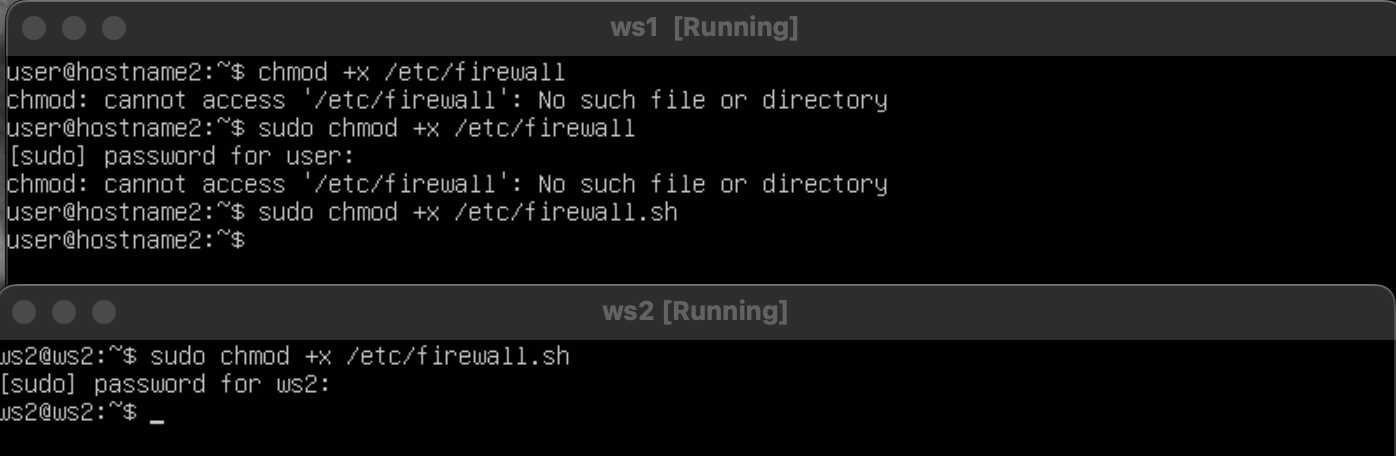 ws1 [Running]
user@hostname2:~$ chmod +x /etc/firewall
chmod: cannot access '/etc/firewall': No such file or directory
user@hostname2:~$ sudo chmod +x /etc/firewall
[sudo] password for user:
chmod: cannot access '/etc/firewall': No such file or directory
user@hostname2:~$ sudo chmod +x /etc/firewall.sh
user@hostname2:~$
ws2 [Running]
ws2@ws2:~$ sudo chmod +x /etc/firewall.sh
[sudo] password for ws2:
ws2@ws2:~$ _